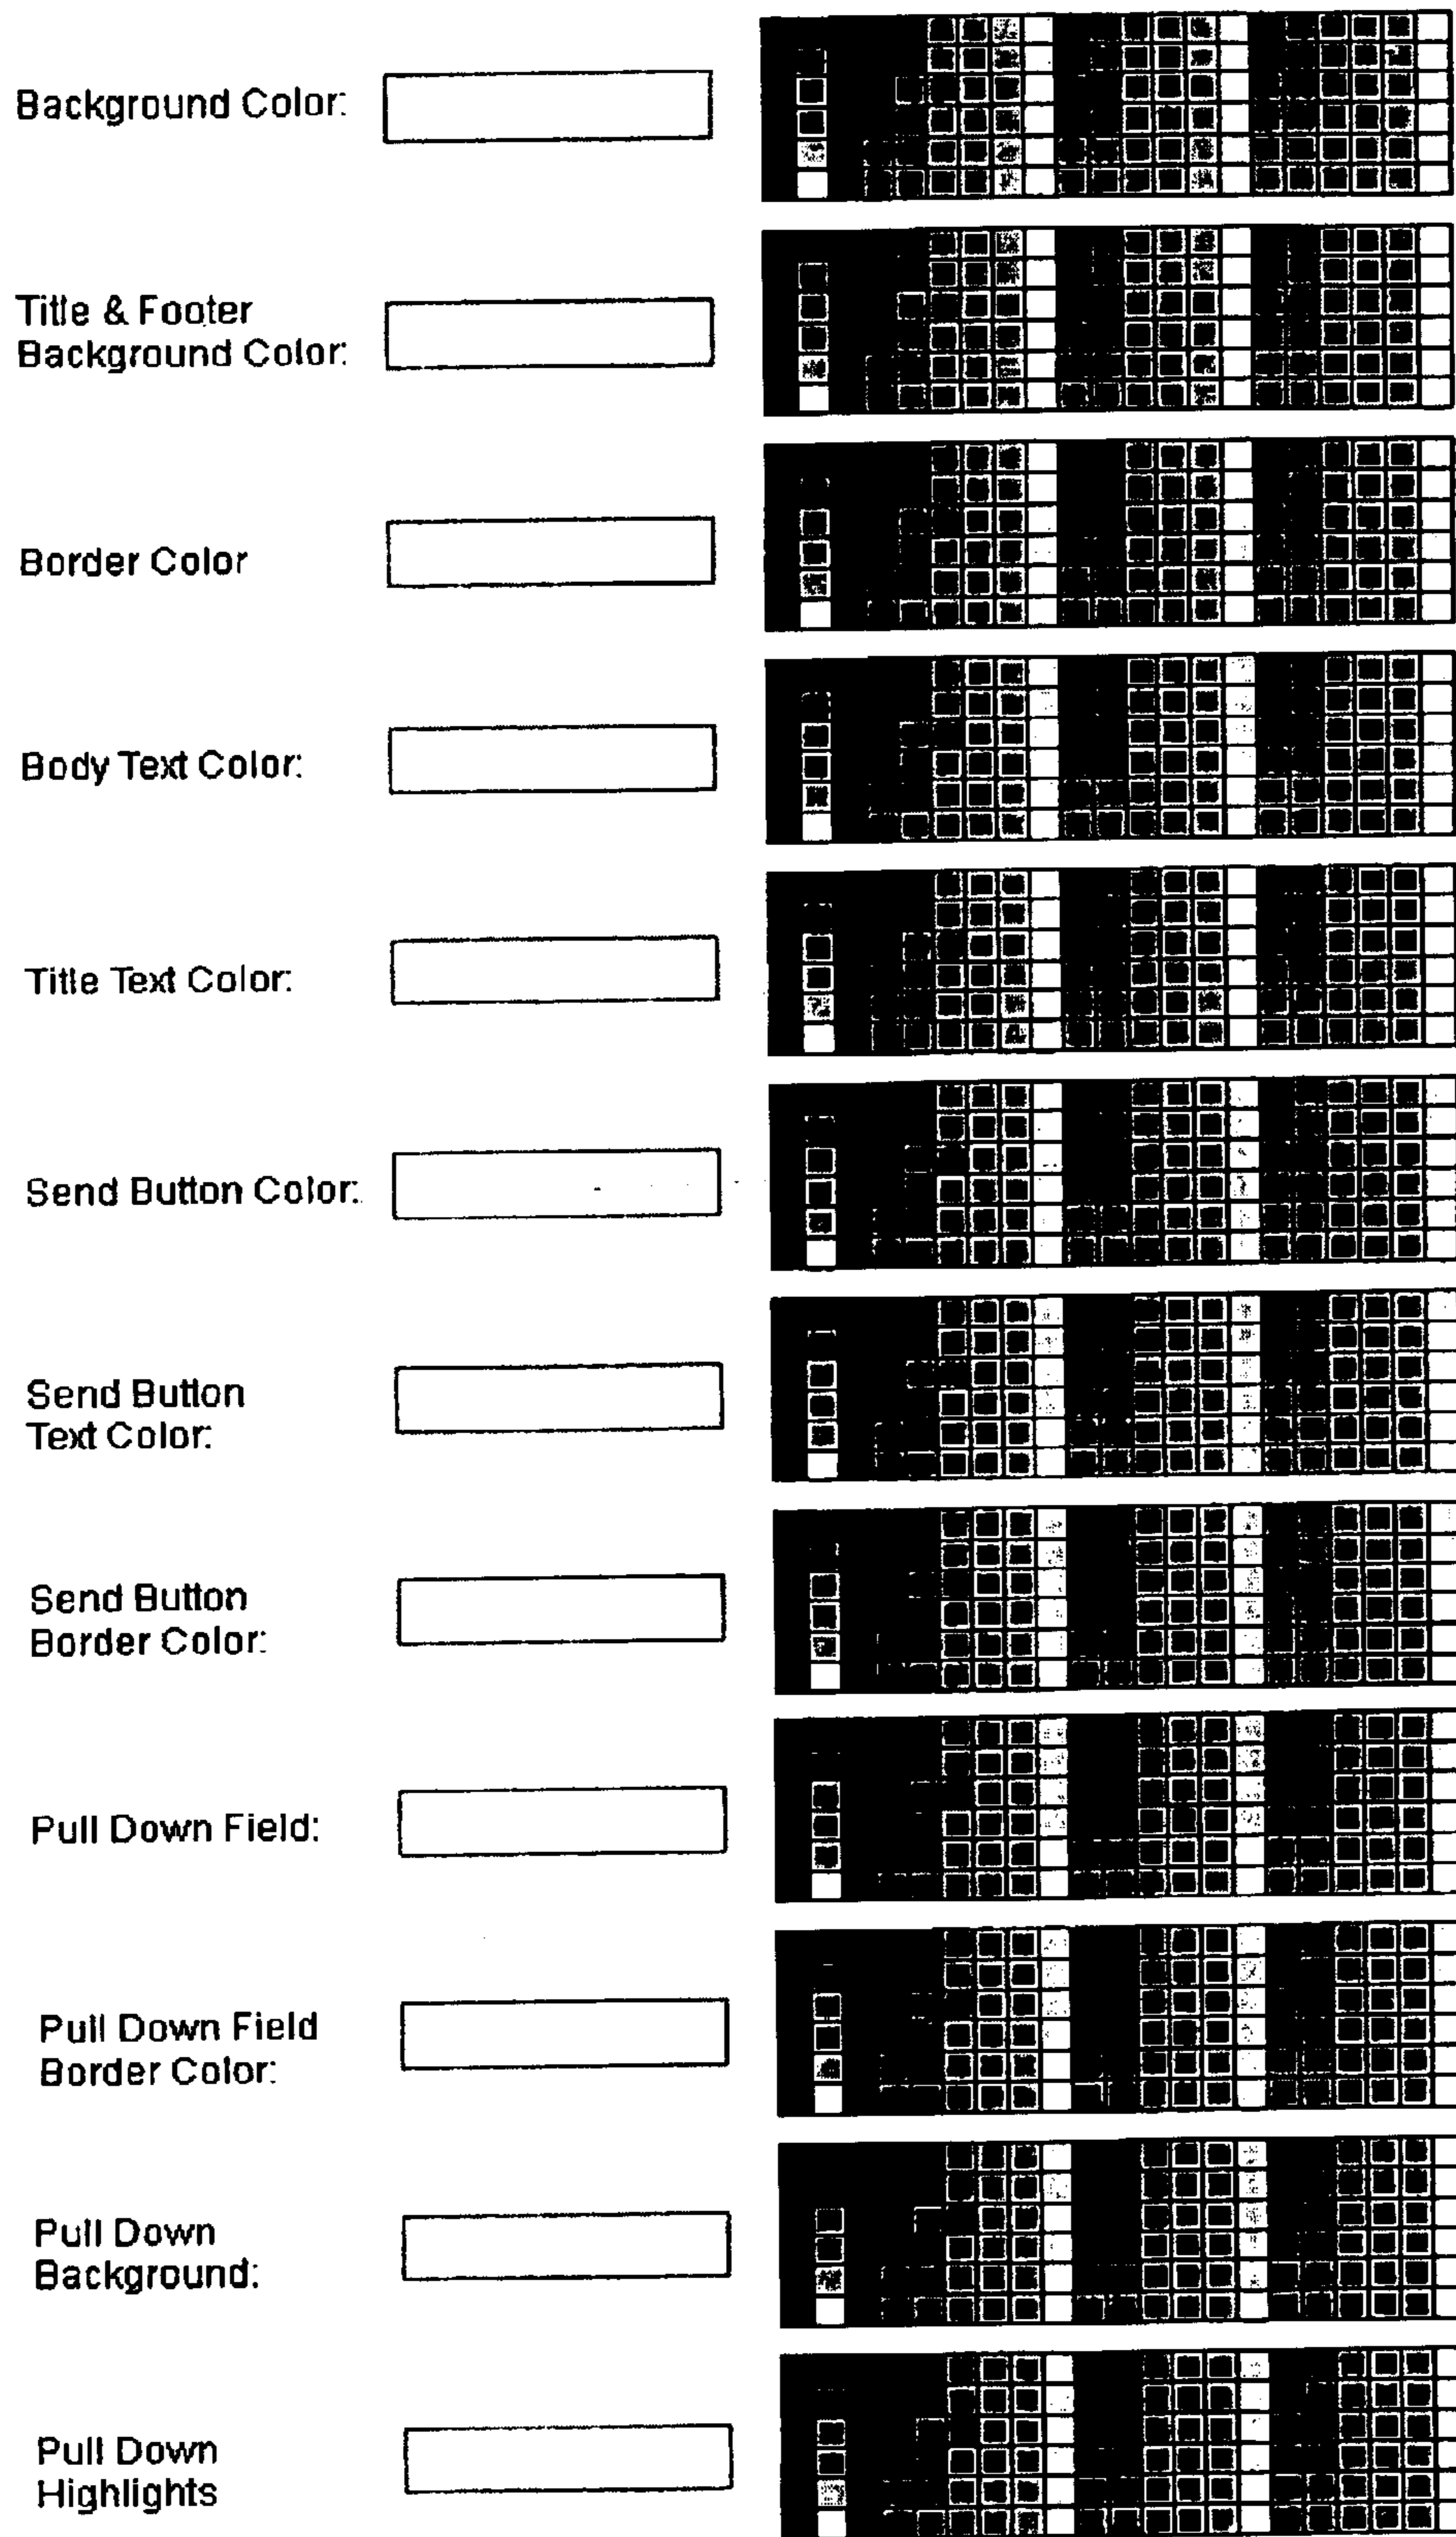 Background Color:
Title & Footer
Background Color:
Border Color
Body Text Color:
Title Text Color:
Send Button Color:
Send Button
Text Color:
Send Button
Border Color:
Pull Down Field:
Pull Down Field
Border Color:
Pull Down
Background:
Pull Down
Highlights